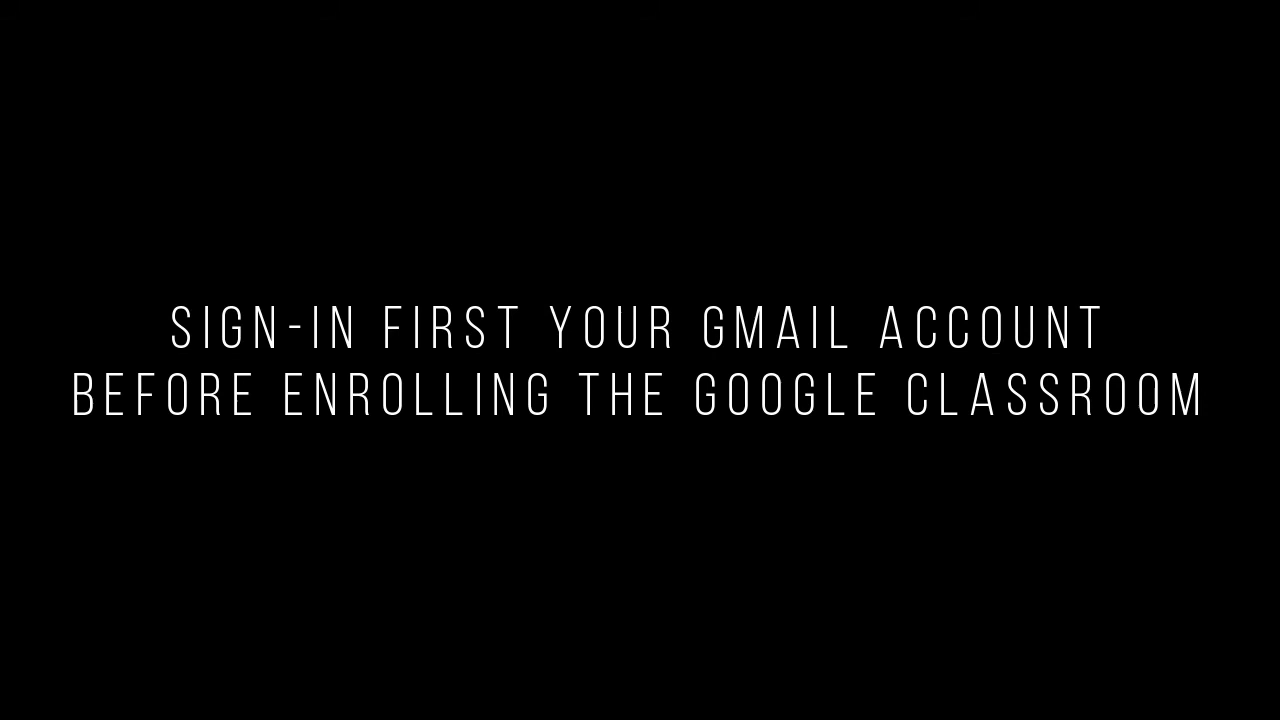 SIGN-IN FIRST YOUR GMAIL ACCOUNT
BEFORE ENROLLING THE GOOGLE CLASSROOM